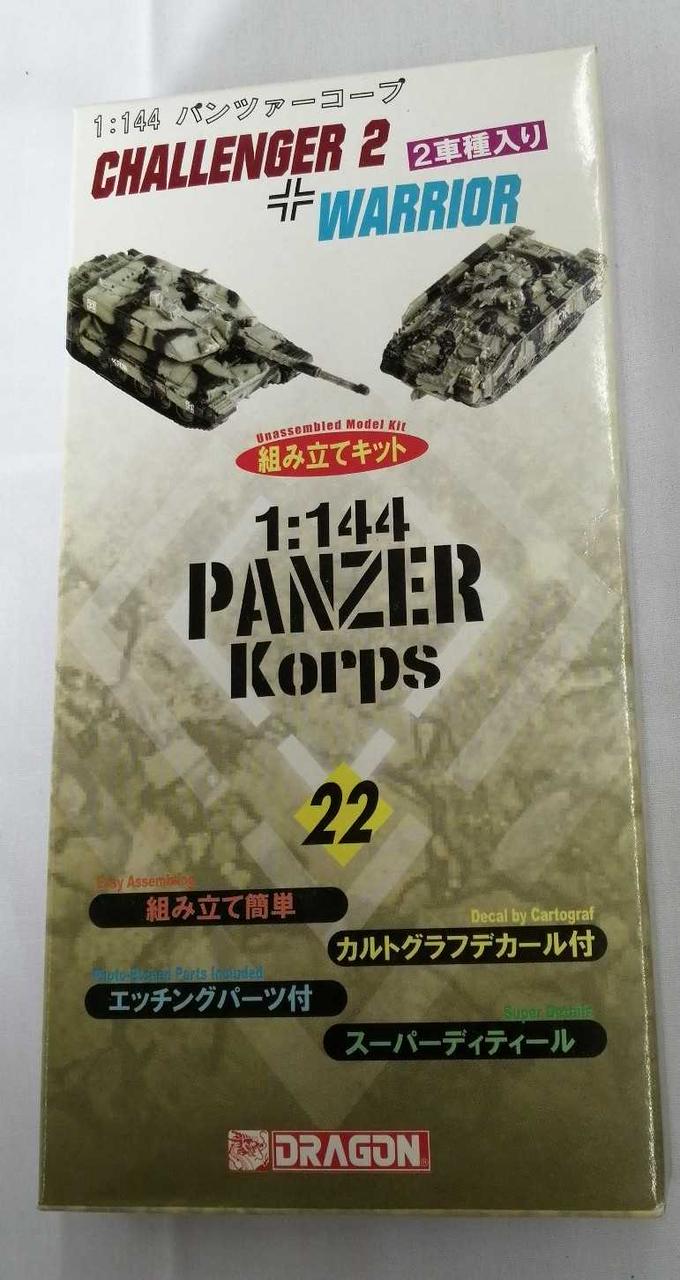 1:144 パンツァーコープ
CHALLENGER 2
2車種入り
WARRIOR
Unassembled Model Kit
組み立てキット
1:144
PANZER
Korps
22
Easy Assembling
組み立て簡単
Decal by Cartograf
カルトグラフデカール付
Photo-Etched Parts Included
エッチングパーツ付
Super Details
スーパーディティール
DRAGON®